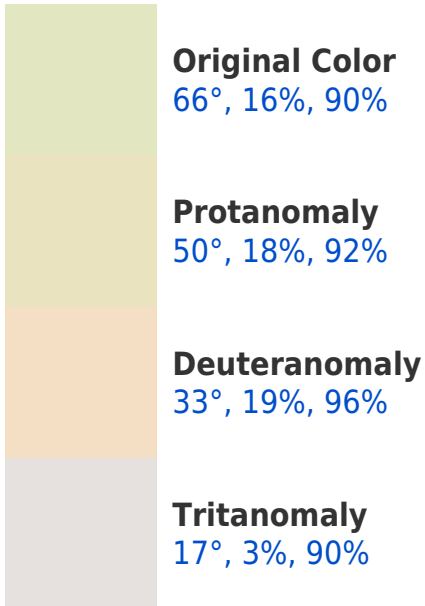 Original Color
66°, 16%, 90%
Protanomaly
50°, 18%, 92%
Deuteranomaly
33°, 19%, 96%
Tritanomaly
17°, 3%, 90%